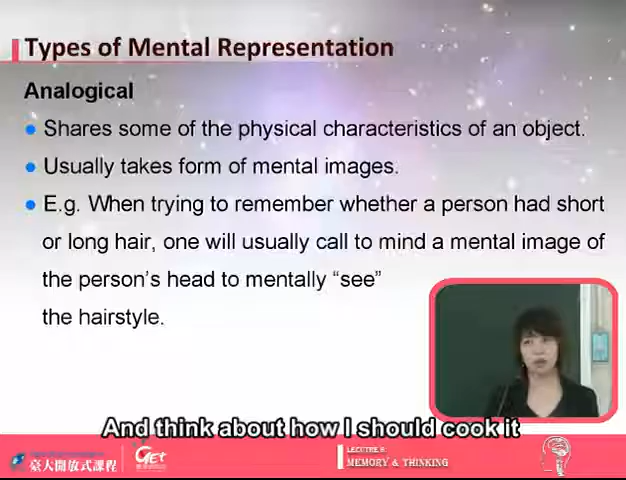 Types of Mental Representation
Analogical
Shares some of the physical characteristics of an object.
Usually takes form of mental images.
E.g. When trying to remember whether a person had short
or long hair, one will usually call to mind a mental image of
the person's head to mentally “see”
the hairstyle.
And think about how I should cook it
臺大開放式課程
GET
LECTURE 8:
MEMORY & THINKING